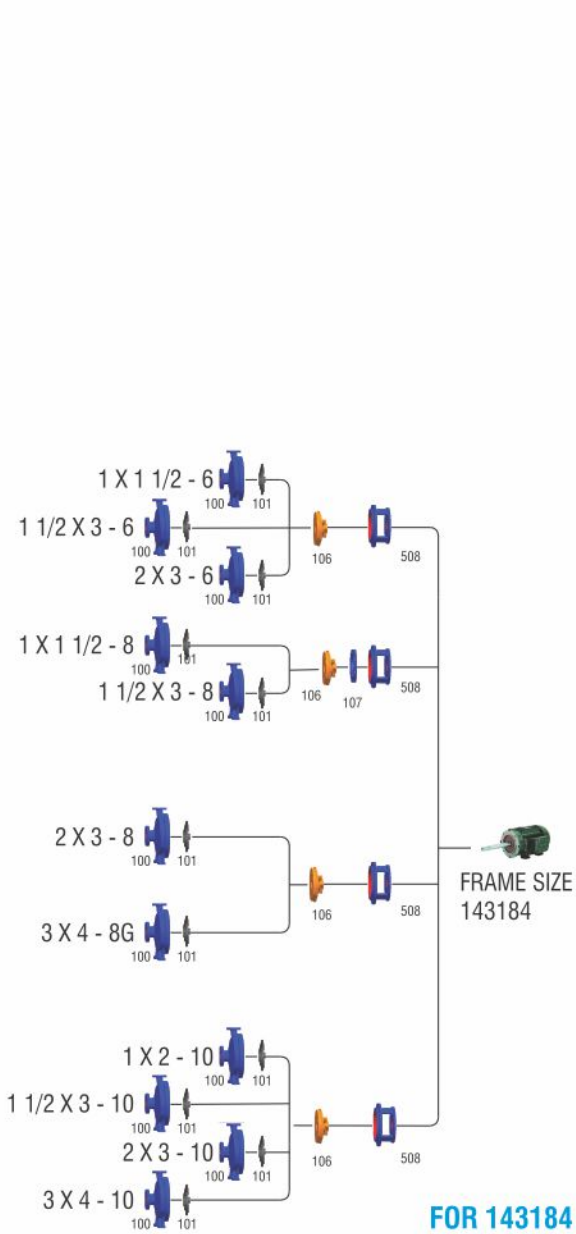 1 X 1 1/2 - 6
100 101
1 1/2 X 3 - 6
100 101
106 508
2 X 3 - 6
100 101
1 X 1 1/2 - 8
100 101
1 1/2 X 3 - 8
100 101
106 107 508
2 X 3 - 8
100 101
FRAME SIZE
143184
106 508
3 X 4 - 8G
100 101
1 X 2 - 10
100 101
1 1/2 X 3 - 10
100 101
2 X 3 - 10
100 101
106 508
3 X 4 - 10
100 101
FOR 143184